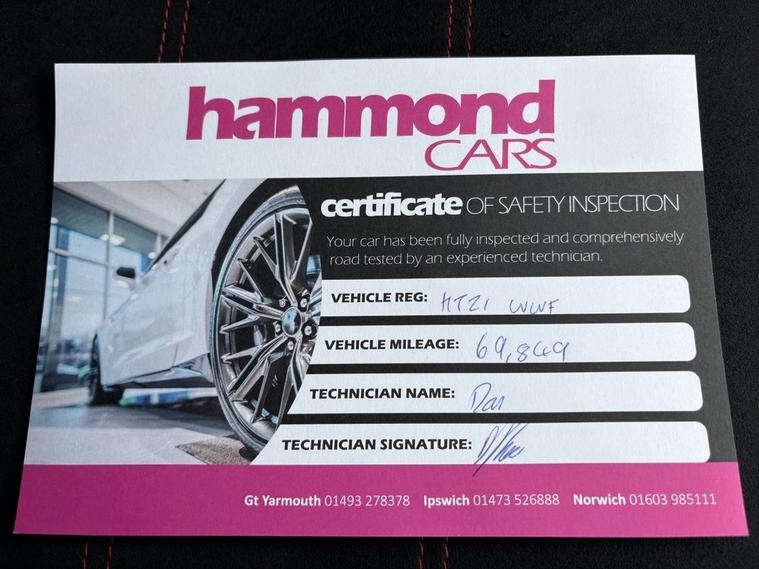 hammond
CARS
certificate OF SAFETY INSPECTION
Your car has been fully inspected and comprehensively
road tested by an experienced technician.
VEHICLE REG: HT21 WWF
VEHICLE MILEAGE: 69,849
TECHNICIAN NAME: Dan
TECHNICIAN SIGNATURE:
Gt Yarmouth 01493 278378 Ipswich 01473 526888 Norwich 01603 985111